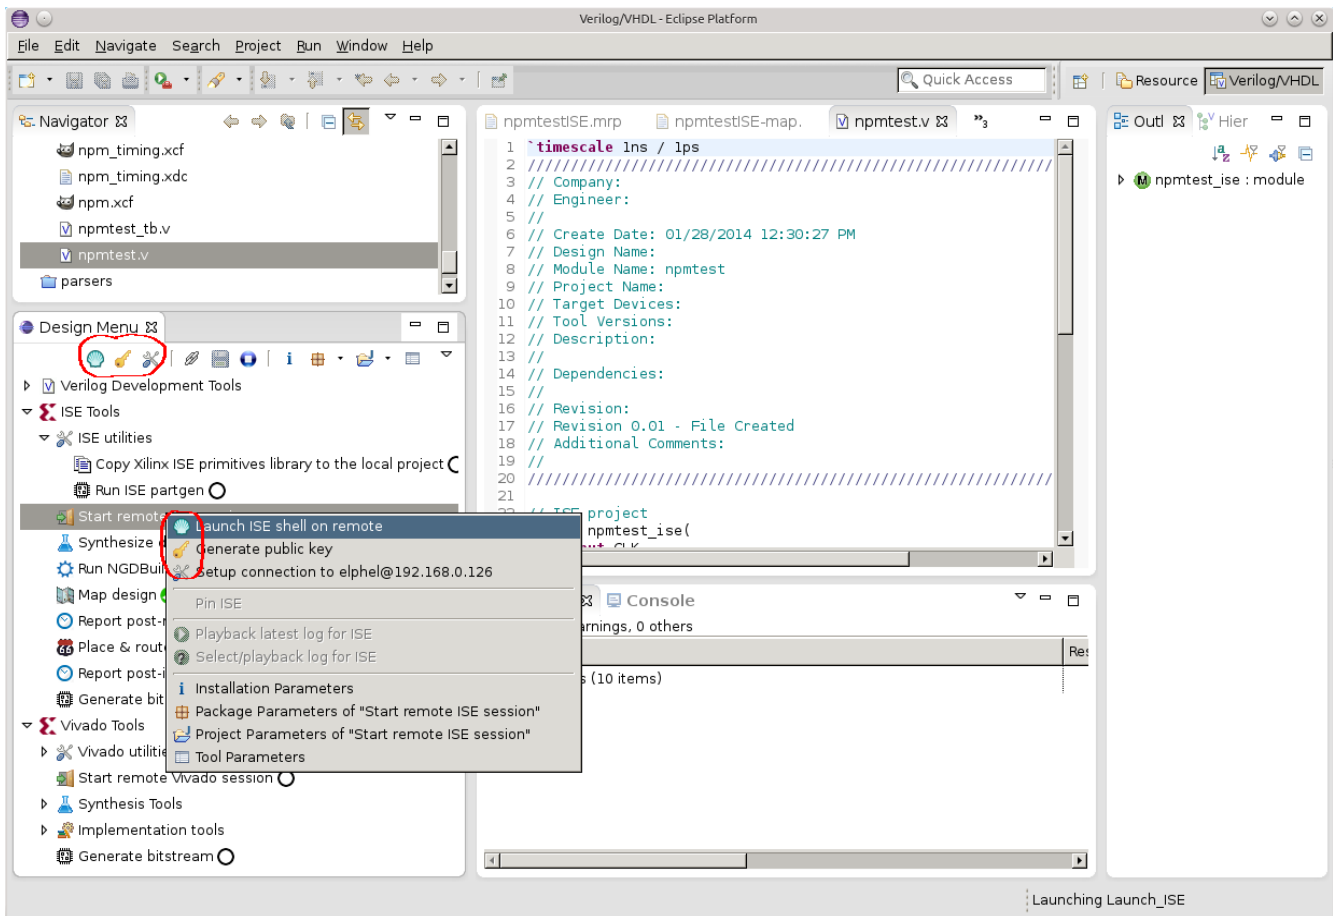 Verilog/VHDL - Eclipse Platform
File Edit Navigate Search Project Run Window Help
Quick Access
Resource
Verilog/VHDL
Navigator
npm_timing.xcf
npm_timing.xdc
npm.xcf
npmtest_tb.v
npmtest.v
parsers
Design Menu
Verilog Development Tools
ISE Tools
ISE utilities
Copy Xilinx ISE primitives library to the local project
Run ISE partgen
Start remote
Synthesize
Run NGDBuil
Map design
Report post-
Place & rout
Report post-i
Generate bit
Vivado Tools
Vivado utilitie
Start remote Vivado session
Synthesis Tools
Implementation tools
Generate bitstream
Launch ISE shell on remote
Generate public key
Setup connection to elphel@192.168.0.126
Pin ISE
Playback latest log for ISE
Select/playback log for ISE
Installation Parameters
Package Parameters of "Start remote ISE session"
Project Parameters of "Start remote ISE session"
Tool Parameters
npmtestISE.mrp
npmtestISE-map.
npmtest.v
»3
1 `timescale 1ns / 1ps
2 ////////////////////////////////////////////////////////////
3 // Company:
4 // Engineer:
5 //
6 // Create Date: 01/28/2014 12:30:27 PM
7 // Design Name:
8 // Module Name: npmtest
9 // Project Name:
10 // Target Devices:
11 // Tool Versions:
12 // Description:
13 //
14 // Dependencies:
15 //
16 // Revision:
17 // Revision 0.01 - File Created
18 // Additional Comments:
19 //
20 ////////////////////////////////////////////////////////////
21
22 // ISE project
npmtest_ise(
CLK
Console
arnings, 0 others
Res
s (10 items)
Outl
Hier
npmtest_ise : module
Launching Launch_ISE